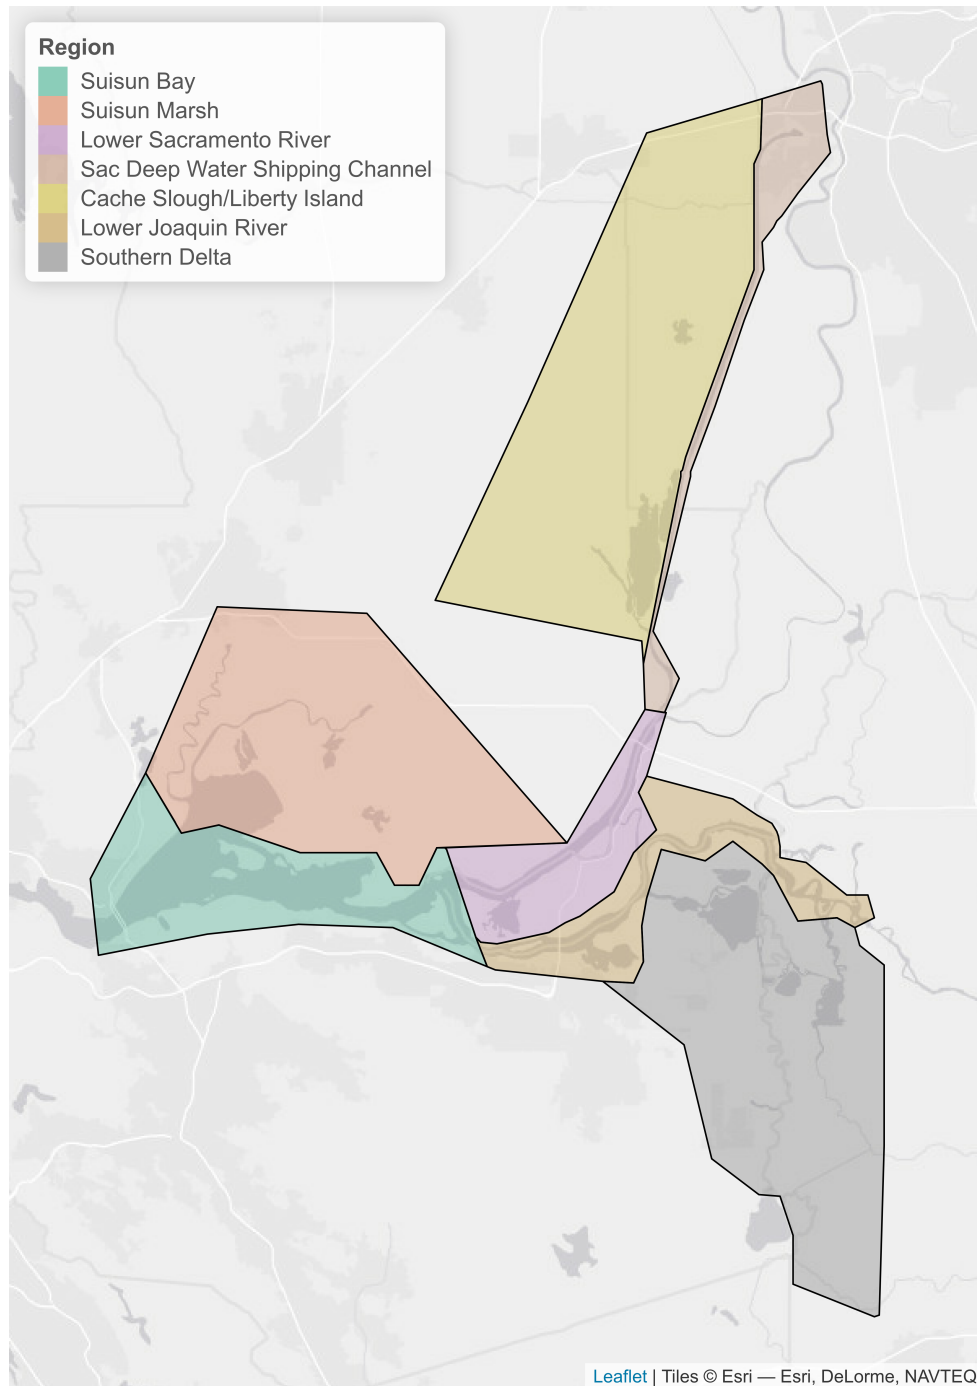 Region
Suisun Bay
Suisun Marsh
Lower Sacramento River
Sac Deep Water Shipping Channel
Cache Slough/Liberty Island
Lower Joaquin River
Southern Delta
Leaflet | Tiles © Esri — Esri, DeLorme, NAVTEQ